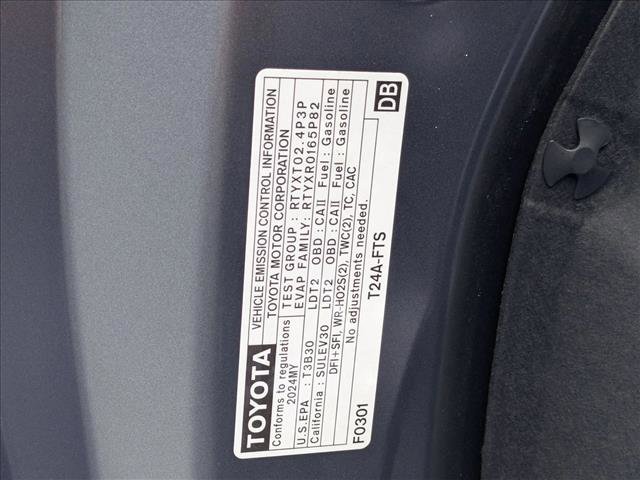 TOYOTA
VEHICLE EMISSION CONTROL INFORMATION
TOYOTA MOTOR CORPORATION
Conforms to regulations
2024MY
TEST GROUP : RTYXT02.4P3P
EVAP FAMILY: RTYXR0165P82
U.S.EPA : T3B30 LDT2 OBD : CAII Fuel : Gasoline
California : SULEV30 LDT2 OBD : CAII Fuel : Gasoline
DFI+SFI, WR-HO2S(2), TWC(2), TC, CAC
No adjustments needed.
F0301 T24A-FTS DB